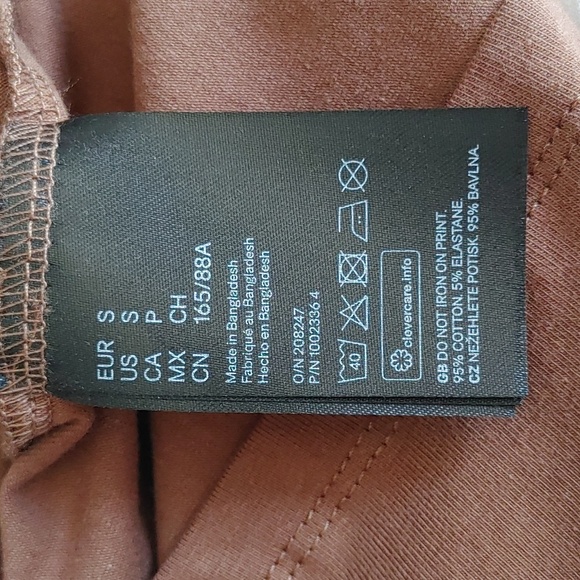 EUR S
US S
CA P
MX CH
CN 165/88A
Made in Bangladesh
Fabriqué au Bangladesh
Hecho en Bangladesh
O/N 208247
P/N 1002336 4
40
clevercare.info
GB DO NOT IRON ON PRINT.
95% COTTON. 5% ELASTANE.
CZ NEŽEHLETE POTISK. 95% BAVLNA.